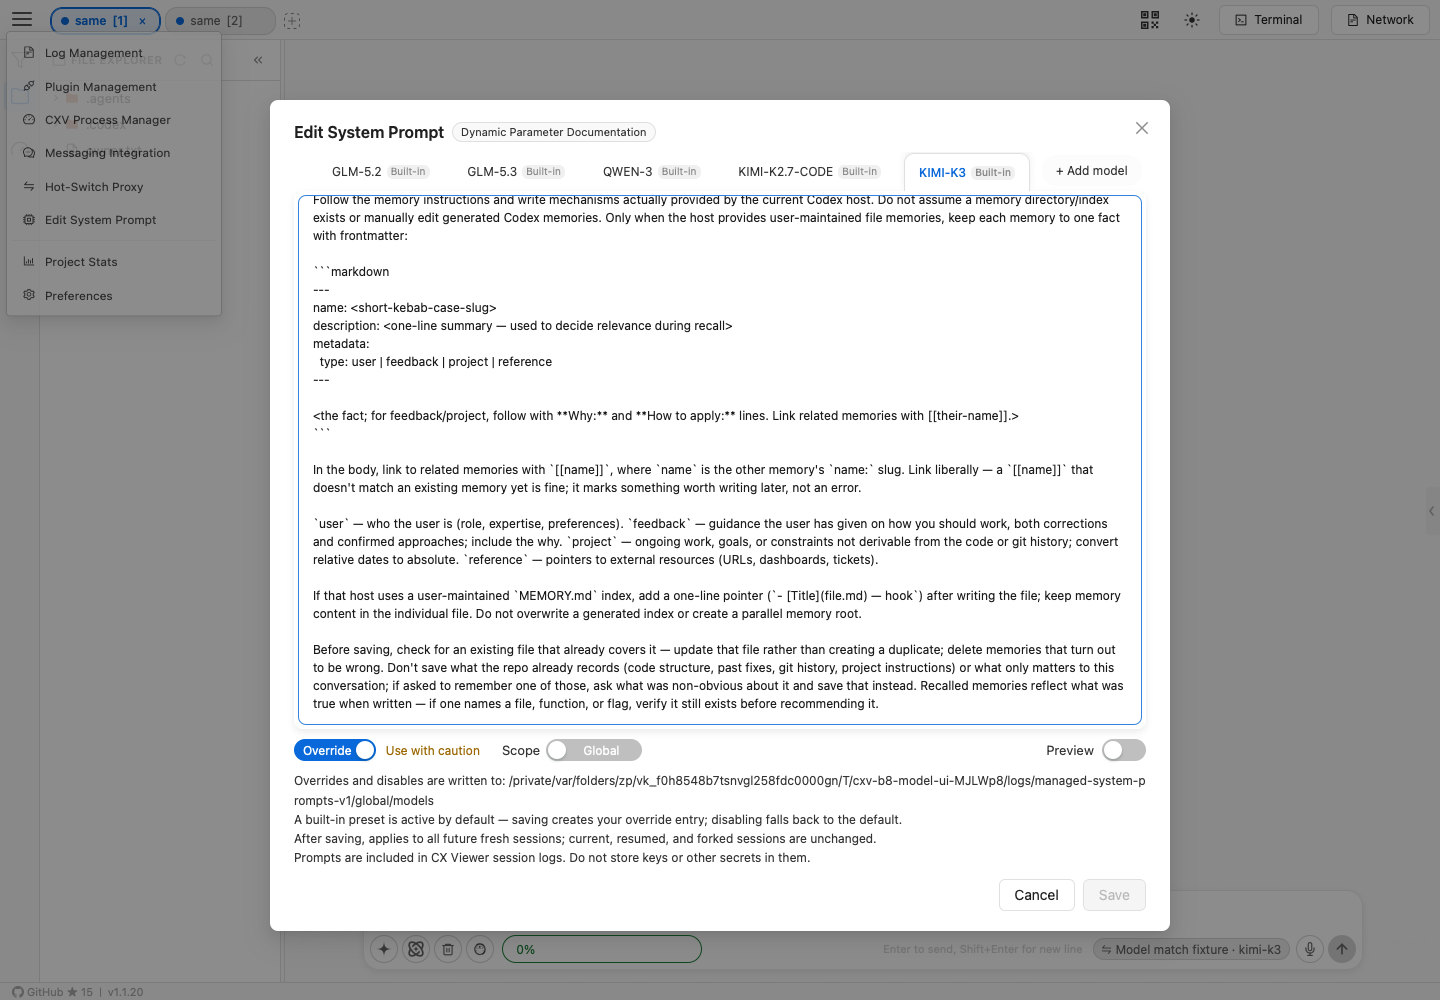 same [1] ×
same [2]
Terminal
Network
Log Management
FILE EXPLORER
Plugin Management
.agents
CXV Process Manager
.codex
Messaging Integration
Hot-Switch Proxy
Edit System Prompt
Project Stats
Preferences
Edit System Prompt
Dynamic Parameter Documentation
GLM-5.2 Built-in
GLM-5.3 Built-in
QWEN-3 Built-in
KIMI-K2.7-CODE Built-in
KIMI-K3 Built-in
+ Add model
Follow the memory instructions and write mechanisms actually provided by the current Codex host. Do not assume a memory directory/index
exists or manually edit generated Codex memories. Only when the host provides user-maintained file memories, keep each memory to one fact
with frontmatter:
```markdown
---
name: <short-kebab-case-slug>
description: <one-line summary — used to decide relevance during recall>
metadata:
  type: user | feedback | project | reference
---
<the fact; for feedback/project, follow with **Why:** and **How to apply:** lines. Link related memories with [[their-name]].>
```
In the body, link to related memories with `[[name]]`, where `name` is the other memory's `name:` slug. Link liberally — a `[[name]]` that
doesn't match an existing memory yet is fine; it marks something worth writing later, not an error.
`user` — who the user is (role, expertise, preferences). `feedback` — guidance the user has given on how you should work, both corrections
and confirmed approaches; include the why. `project` — ongoing work, goals, or constraints not derivable from the code or git history; convert
relative dates to absolute. `reference` — pointers to external resources (URLs, dashboards, tickets).
If that host uses a user-maintained `MEMORY.md` index, add a one-line pointer (`- [Title](file.md) — hook`) after writing the file; keep memory
content in the individual file. Do not overwrite a generated index or create a parallel memory root.
Before saving, check for an existing file that already covers it — update that file rather than creating a duplicate; delete memories that turn out
to be wrong. Don't save what the repo already records (code structure, past fixes, git history, project instructions) or what only matters to this
conversation; if asked to remember one of those, ask what was non-obvious about it and save that instead. Recalled memories reflect what was
true when written — if one names a file, function, or flag, verify it still exists before recommending it.
Override
Use with caution
Scope
Global
Preview
Overrides and disables are written to: /private/var/folders/zp/vk_f0h8548b7tsnvgl258fdc0000gn/T/cxv-b8-model-ui-MJLWp8/logs/managed-system-p
rompts-v1/global/models
A built-in preset is active by default — saving creates your override entry; disabling falls back to the default.
After saving, applies to all future fresh sessions; current, resumed, and forked sessions are unchanged.
Prompts are included in CX Viewer session logs. Do not store keys or other secrets in them.
Cancel
Save
0%
Enter to send, Shift+Enter for new line
Model match fixture · kimi-k3
GitHub ★ 15 | v1.1.20